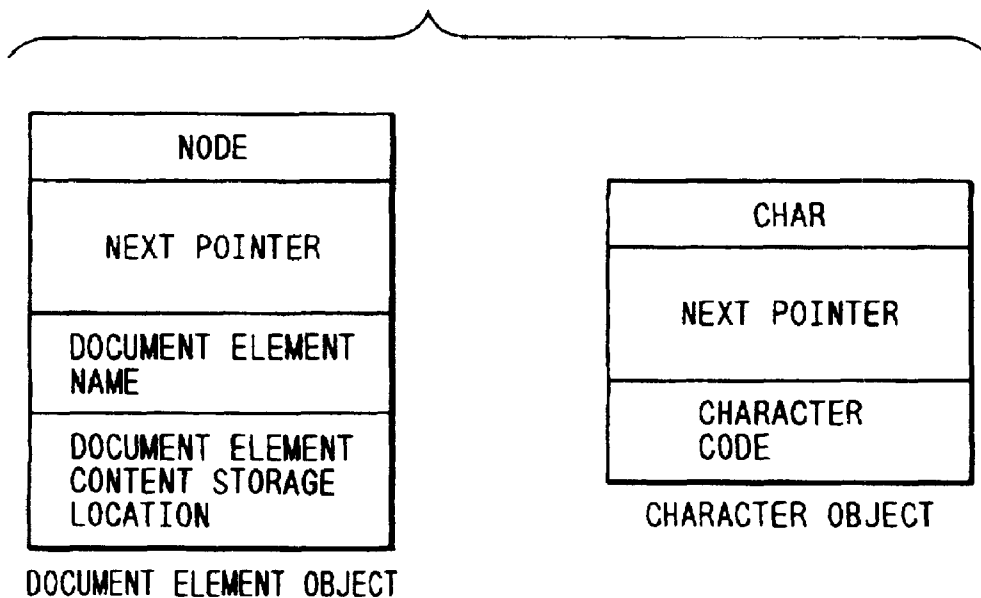 NODE
NEXT POINTER
DOCUMENT ELEMENT
NAME
DOCUMENT ELEMENT
CONTENT STORAGE
LOCATION
DOCUMENT ELEMENT OBJECT
CHAR
NEXT POINTER
CHARACTER
CODE
CHARACTER OBJECT